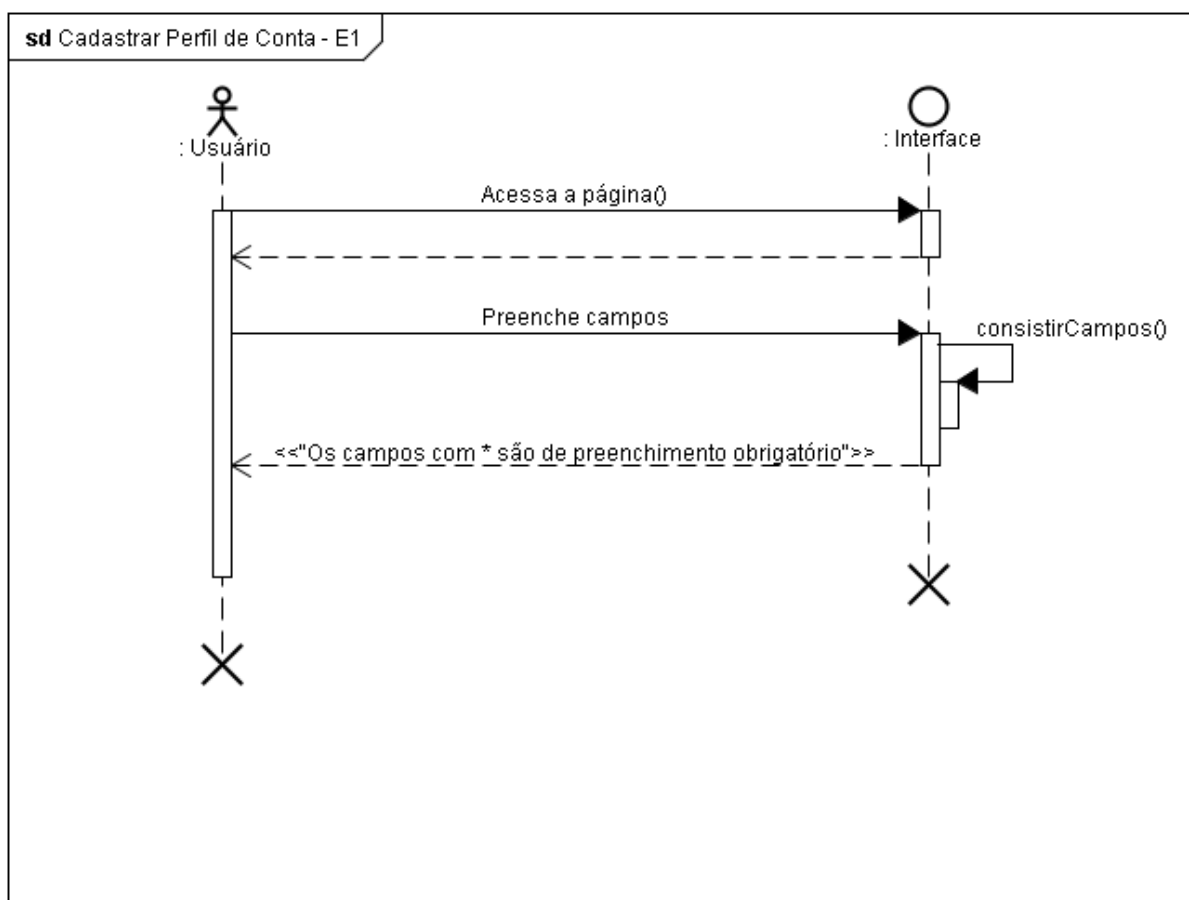 sd Cadastrar Perfil de Conta - E1
: Usuário
: Interface
Acessa a página()
Preenche campos
consistirCampos()
<<"Os campos com * são de preenchimento obrigatório">>